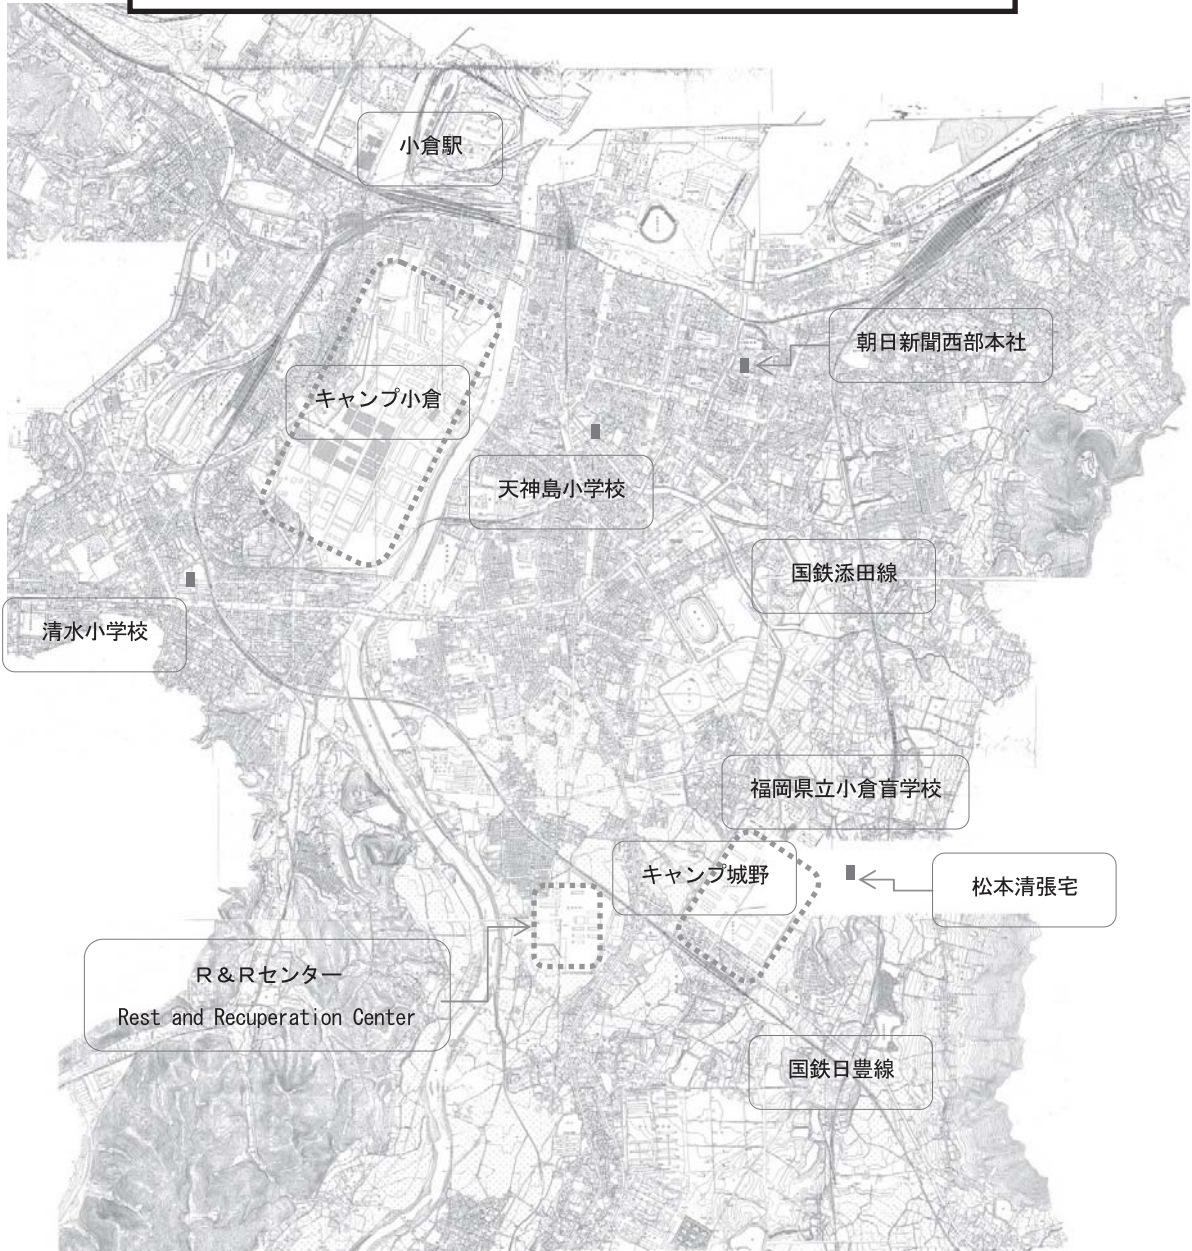 小倉駅
朝日新聞西部本社
キャンプ小倉
天神島小学校
国鉄添田線
清水小学校
福岡県立小倉盲学校
キャンプ城野
松本清張宅
R&Rセンター
Rest and Recuperation Center
国鉄日豊線